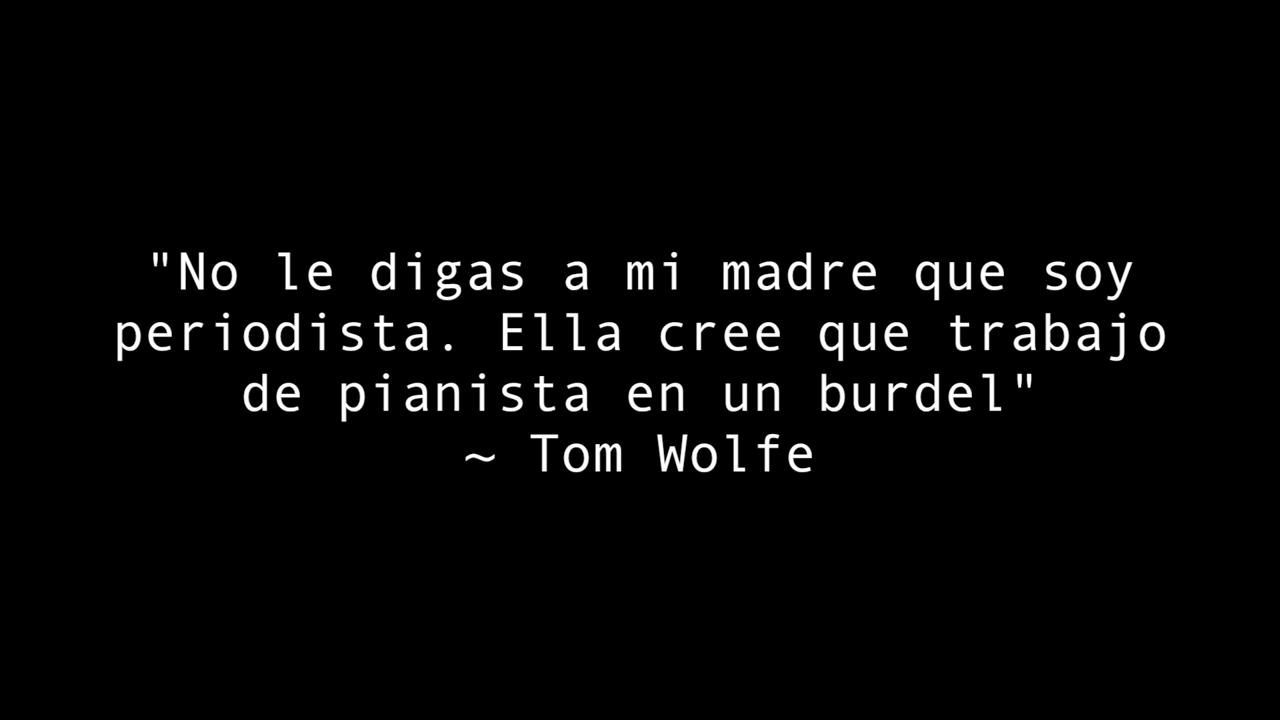 "No le digas a mi madre que soy
periodista. Ella cree que trabajo
de pianista en un burdel"
~ Tom Wolfe